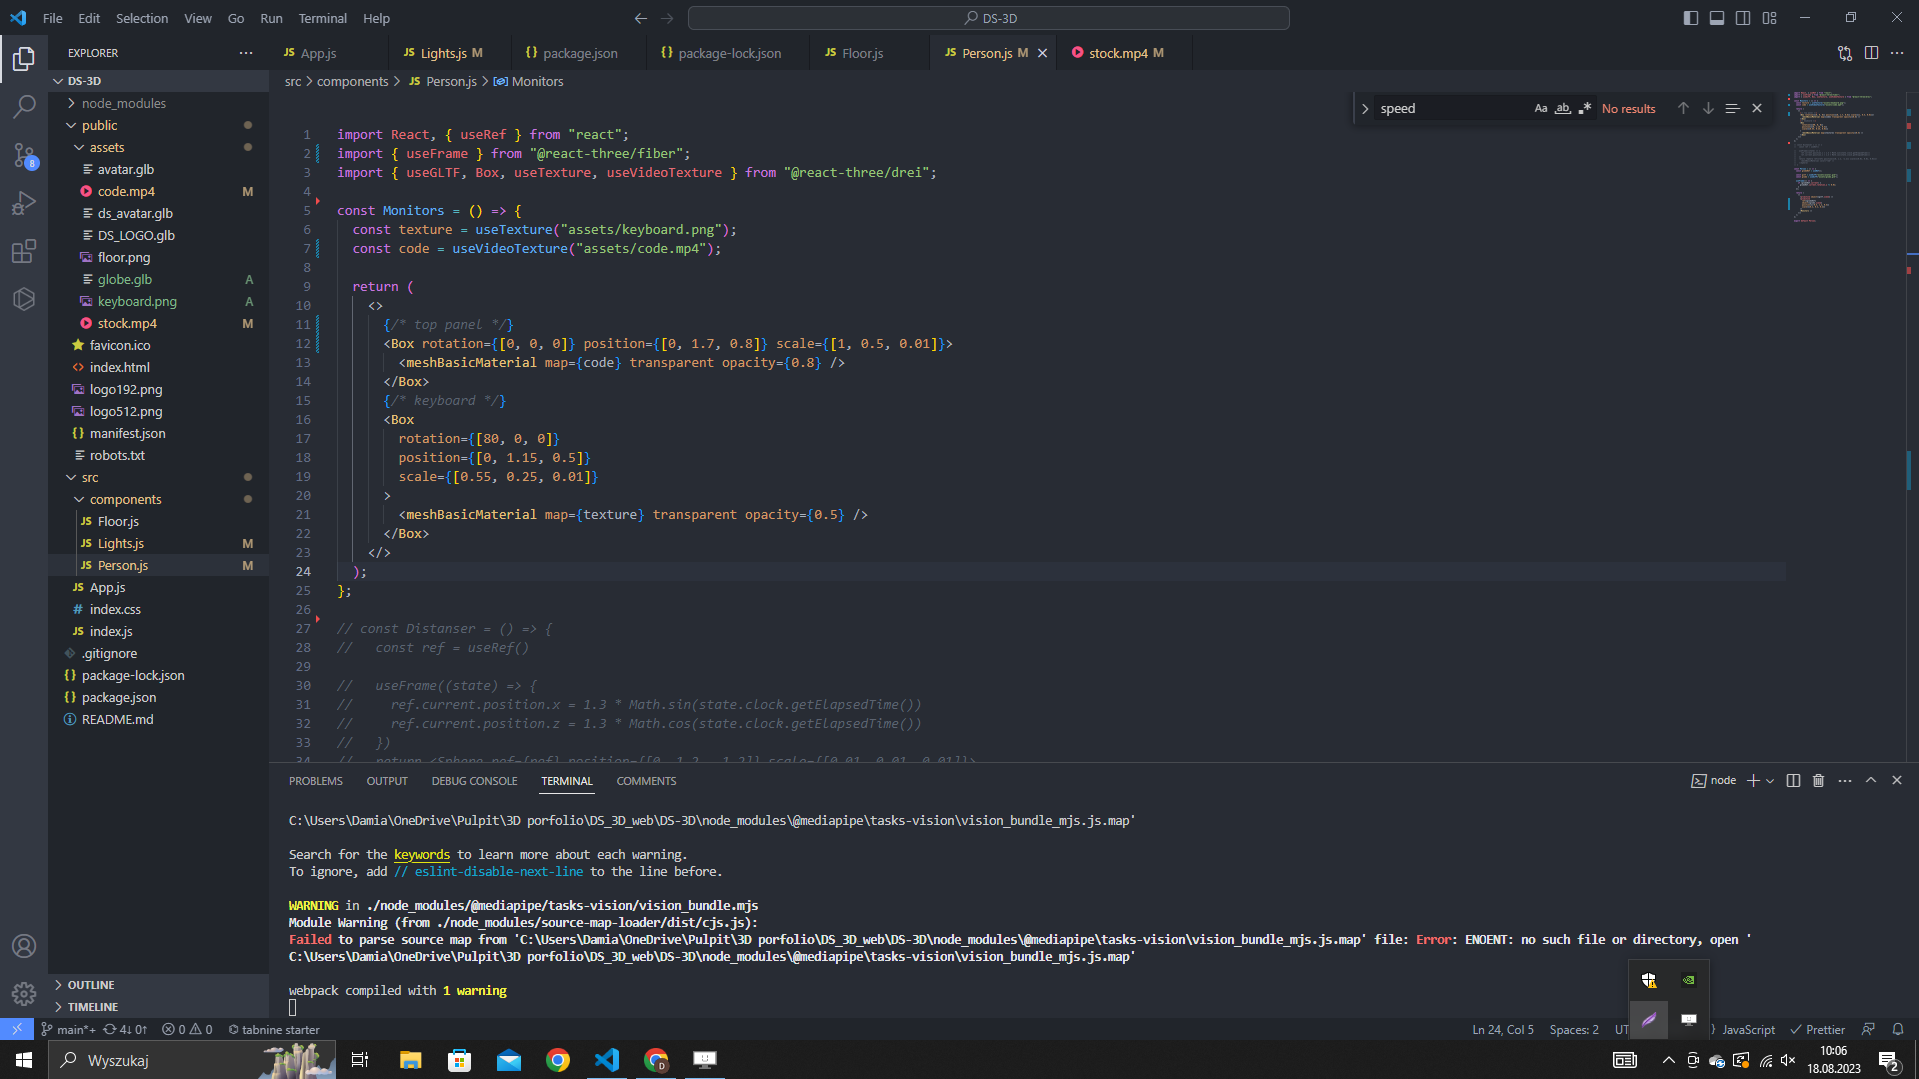 File Edit Selection View Go Run Terminal Help
DS-3D
EXPLORER
App.js
Lights.js M
package.json
package-lock.json
Floor.js
Person.js M
stock.mp4 M
DS-3D
src > components > JS Person.js > Monitors
node_modules
public
assets
avatar.glb
code.mp4 M
ds_avatar.glb
DS_LOGO.glb
floor.png
globe.glb A
keyboard.png A
stock.mp4 M
favicon.ico
index.html
logo192.png
logo512.png
manifest.json
robots.txt
src
components
JS Floor.js
JS Lights.js M
JS Person.js M
JS App.js
# index.css
JS index.js
.gitignore
package-lock.json
package.json
README.md
OUTLINE
TIMELINE
8
speed
Aa ab No results
1 import React, { useRef } from "react";
2 import { useFrame } from "@react-three/fiber";
3 import { useGLTF, Box, useTexture, useVideoTexture } from "@react-three/drei";
4
5 const Monitors = () => {
6 const texture = useTexture("assets/keyboard.png");
7 const code = useVideoTexture("assets/code.mp4");
8
9 return (
10 <>
11 {/* top panel */}
12 <Box rotation={[0, 0, 0]} position={[0, 1.7, 0.8]} scale={[1, 0.5, 0.01]}>
13 <meshBasicMaterial map={code} transparent opacity={0.8} />
14 </Box>
15 {/* keyboard */}
16 <Box
17 rotation={[80, 0, 0]}
18 position={[0, 1.15, 0.5]}
19 scale={[0.55, 0.25, 0.01]}
20 >
21 <meshBasicMaterial map={texture} transparent opacity={0.5} />
22 </Box>
23 </>
24 );
25 };
26
27 // const Distanser = () => {
28 // const ref = useRef()
29
30 // useFrame((state) => {
31 // ref.current.position.x = 1.3 * Math.sin(state.clock.getElapsedTime())
32 // ref.current.position.z = 1.3 * Math.cos(state.clock.getElapsedTime())
33 // })
PROBLEMS OUTPUT DEBUG CONSOLE TERMINAL COMMENTS
node
C:\Users\Damia\OneDrive\Pulpit\3D porfolio\DS_3D_web\DS-3D\node_modules\@mediapipe\tasks-vision\vision_bundle_mjs.js.map'
Search for the keywords to learn more about each warning.
To ignore, add // eslint-disable-next-line to the line before.
WARNING in ./node_modules/@mediapipe/tasks-vision/vision_bundle.mjs
Module Warning (from ./node_modules/source-map-loader/dist/cjs.js):
Failed to parse source map from 'C:\Users\Damia\OneDrive\Pulpit\3D porfolio\DS_3D_web\DS-3D\node_modules\@mediapipe\tasks-vision\vision_bundle_mjs.js.map' file: Error: ENOENT: no such file or directory, open '
C:\Users\Damia\OneDrive\Pulpit\3D porfolio\DS_3D_web\DS-3D\node_modules\@mediapipe\tasks-vision\vision_bundle_mjs.js.map'
webpack compiled with 1 warning
main*+ 4↓ 0↑ 0 0 tabnine starter
Ln 24, Col 5 Spaces: 2 JavaScript Prettier
Wyszukaj
10:06
18.08.2023
2